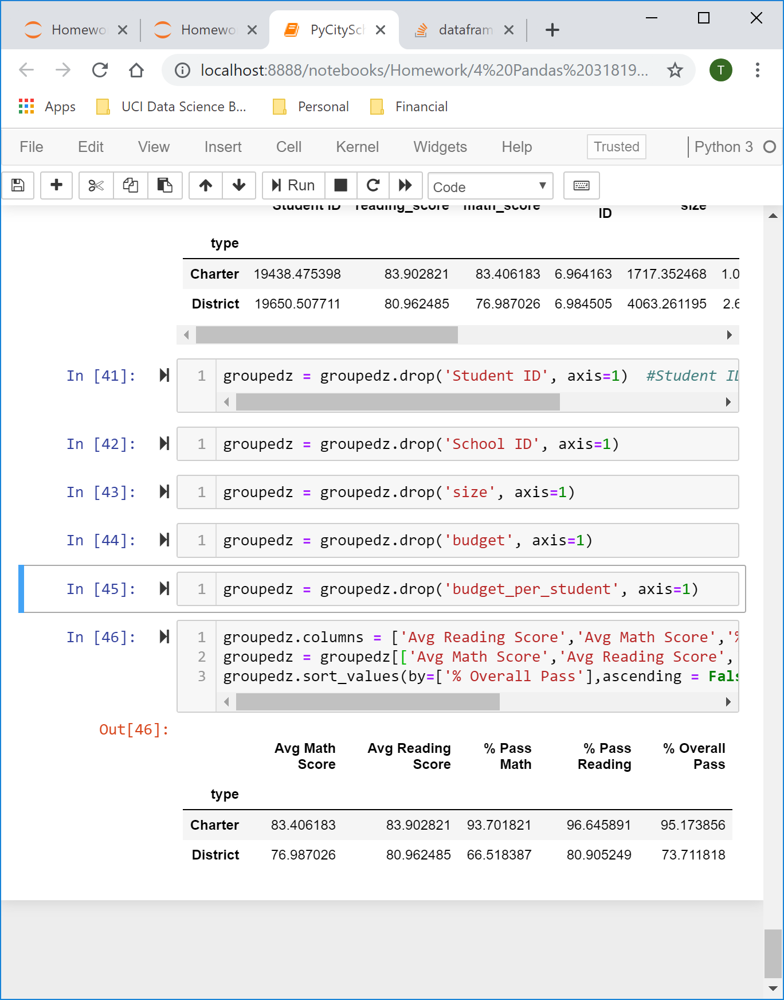 Homewo
Homewo
PyCitySch
datafram
localhost:8888/notebooks/Homework/4%20Pandas%2031819...
T
Apps
UCI Data Science B...
Personal
Financial
File Edit View Insert Cell Kernel Widgets Help Trusted Python 3
Run Code
Student ID reading_score math_score ID size
type
Charter 19438.475398 83.902821 83.406183 6.964163 1717.352468 1.0
District 19650.507711 80.962485 76.987026 6.984505 4063.261195 2.6
In [41]: 1 groupedz = groupedz.drop('Student ID', axis=1) #Student ID
In [42]: 1 groupedz = groupedz.drop('School ID', axis=1)
In [43]: 1 groupedz = groupedz.drop('size', axis=1)
In [44]: 1 groupedz = groupedz.drop('budget', axis=1)
In [45]: 1 groupedz = groupedz.drop('budget_per_student', axis=1)
In [46]: 1 groupedz.columns = ['Avg Reading Score','Avg Math Score','%
2 groupedz = groupedz[['Avg Math Score','Avg Reading Score',
3 groupedz.sort_values(by=['% Overall Pass'],ascending = Fals
Out[46]:
Avg Math Avg Reading % Pass % Pass % Overall
Score Score Math Reading Pass
type
Charter 83.406183 83.902821 93.701821 96.645891 95.173856
District 76.987026 80.962485 66.518387 80.905249 73.711818